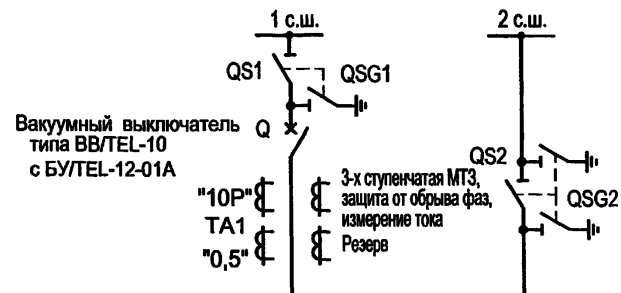 1 с.ш.
2 с.ш.
QS1
QSG1
Вакуумный выключатель
типа ВВ/TEL-10
с БУ/TEL-12-01А
Q
QS2
QSG2
"10Р"
ТА1
"0,5"
3-х ступенчатая МТЗ,
защита от обрыва фаз,
измерение тока
Резерв